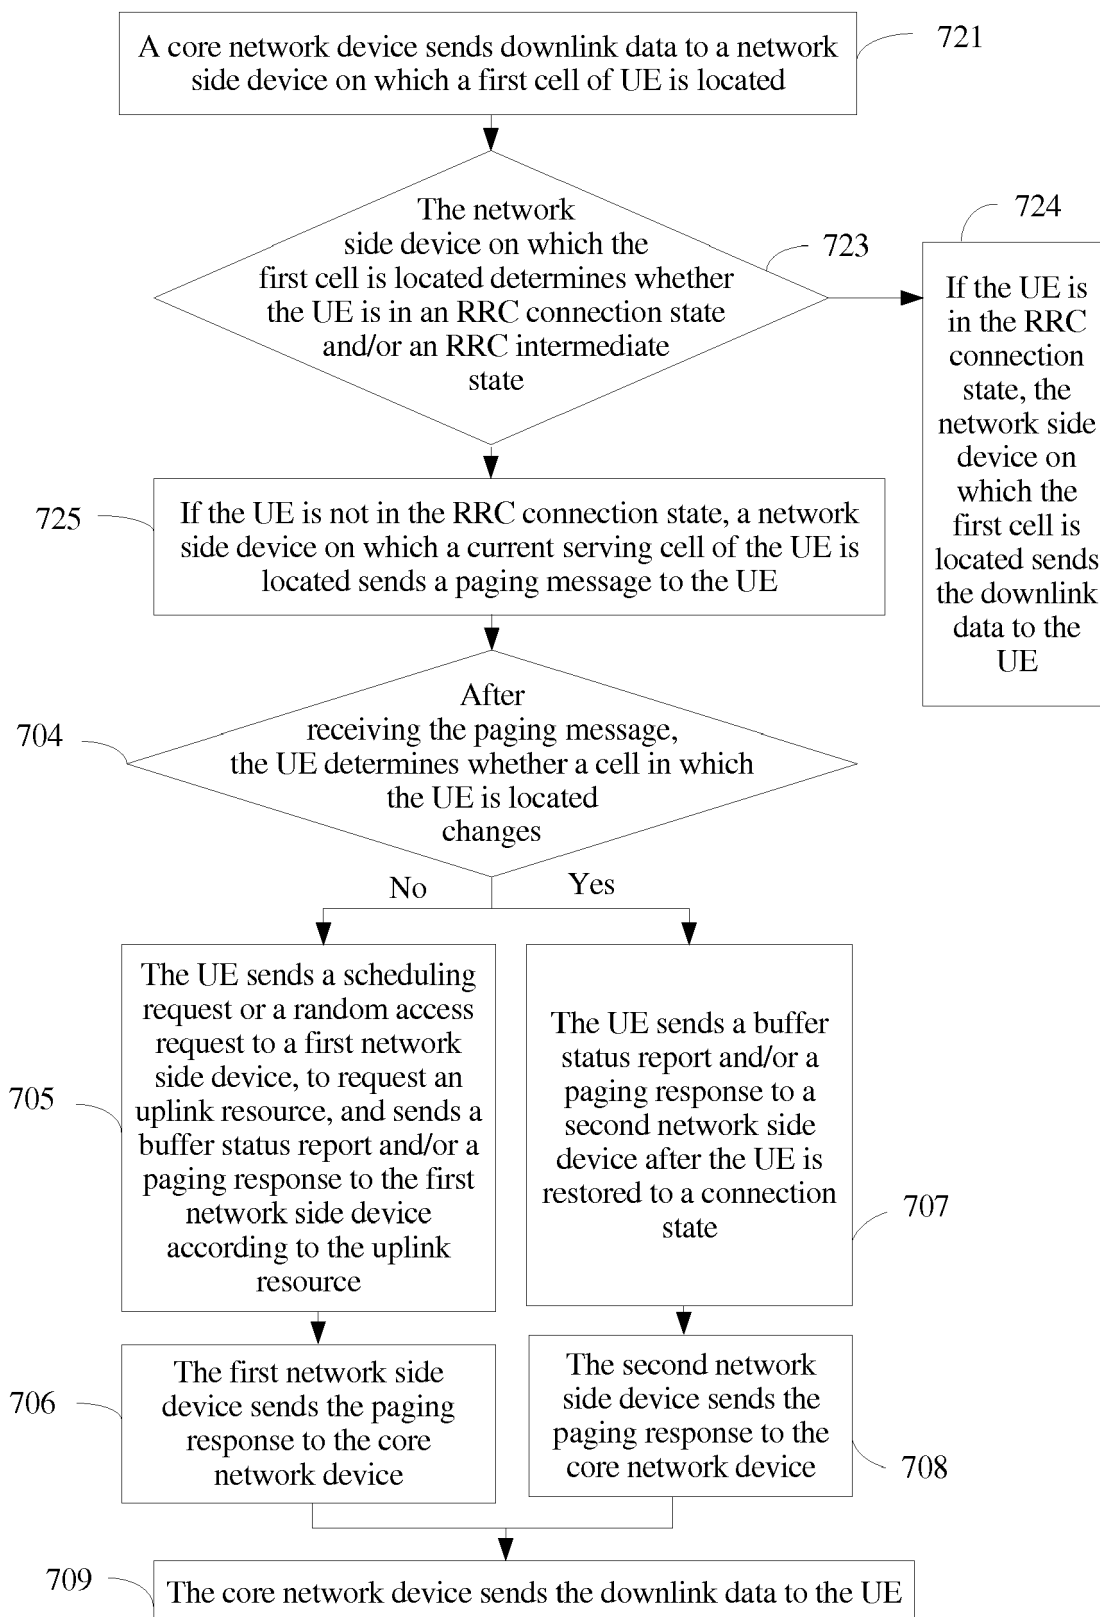 A core network device sends downlink data to a network
side device on which a first cell of UE is located
721
The network
side device on which the
first cell is located determines whether
the UE is in an RRC connection state
and/or an RRC intermediate
state
723
724
If the UE is
in the RRC
connection
state, the
network side
device on
which the
first cell is
located sends
the downlink
data to the
UE
725
If the UE is not in the RRC connection state, a network
side device on which a current serving cell of the UE is
located sends a paging message to the UE
704
After
receiving the paging message,
the UE determines whether a cell in which
the UE is located
changes
No
Yes
705
The UE sends a scheduling
request or a random access
request to a first network
side device, to request an
uplink resource, and sends a
buffer status report and/or a
paging response to the first
network side device
according to the uplink
resource
The UE sends a buffer
status report and/or a
paging response to a
second network side
device after the UE is
restored to a connection
state
707
706
The first network side
device sends the paging
response to the core
network device
The second network
side device sends the
paging response to the
core network device
708
709
The core network device sends the downlink data to the UE